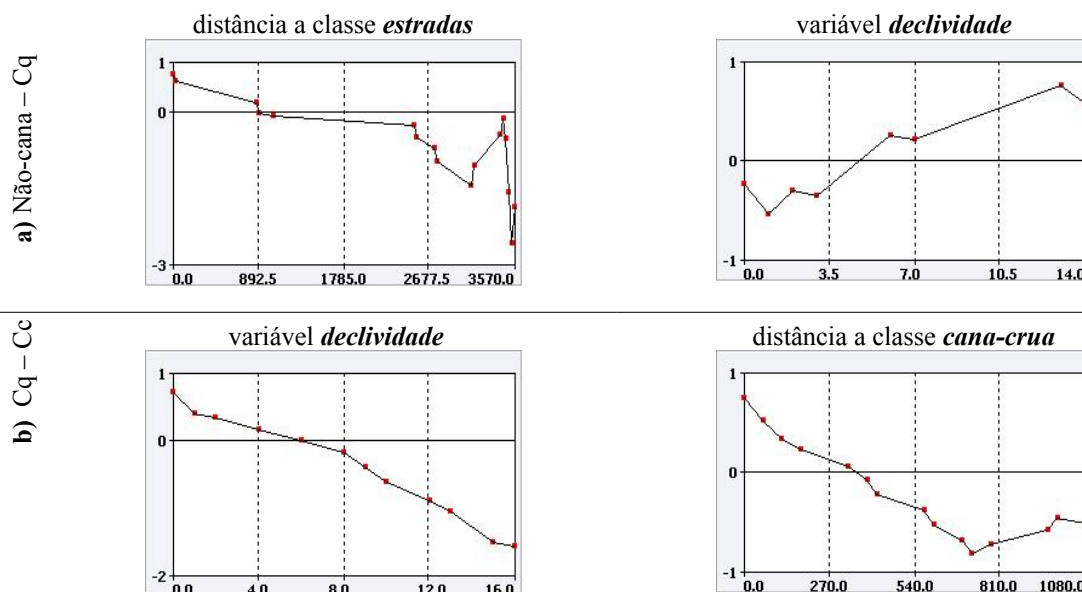 distância a classe estradas
variável declividade
a) Não-cana – Cq
1
0
-3
0.0 892.5 1785.0 2677.5 3570.0
1
0
-1
0.0 3.5 7.0 10.5 14.0
b) Cq – Cc
variável declividade
distância a classe cana-crua
1
0
-2
0.0 4.0 8.0 12.0 16.0
1
0
-1
0.0 270.0 540.0 810.0 1080.0